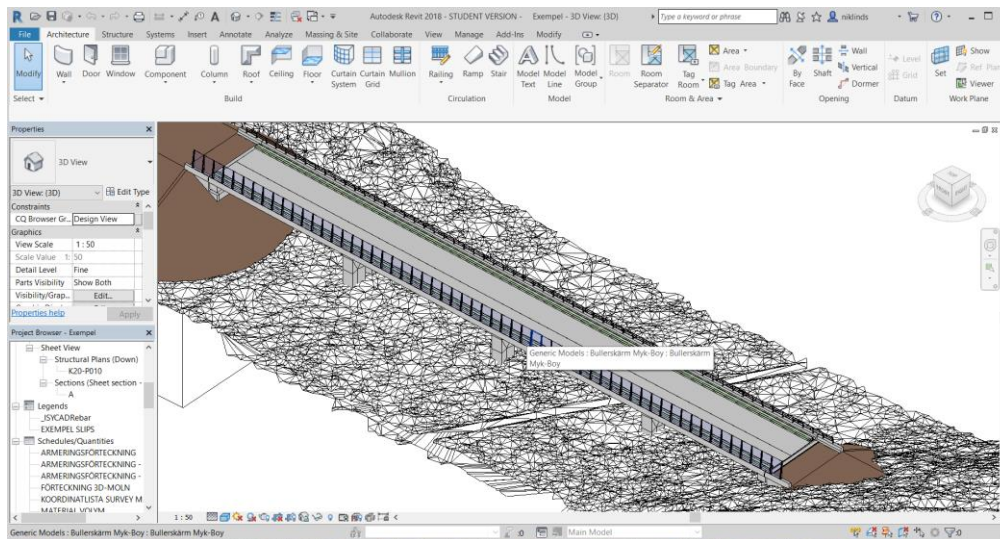 Autodesk Revit 2018 - STUDENT VERSION - Exempel - 3D View: {3D}
Type a keyword or phrase
niklinds
File Architecture Structure Systems Insert Annotate Analyze Massing & Site Collaborate View Manage Add-Ins Modify
Modify Wall Door Window Component Column Roof Ceiling Floor Curtain System Curtain Grid Mullion Railing Ramp Stair Model Text Model Line Model Group Room Room Separator Tag Room
Area
Area Boundary
Tag Area
By Face Shaft
Wall
Vertical
Dormer
Level
Grid
Set
Show
Ref Plan
Viewer
Select Build Circulation Model Room & Area Opening Datum Work Plane
Properties
3D View
3D View: {3D} Edit Type
Constraints
CQ Browser Gr... Design View
Graphics
View Scale 1 : 50
Scale Value 1: 50
Detail Level Fine
Parts Visibility Show Both
Visibility/Grap... Edit...
Properties help Apply
Project Browser - Exempel
Sheet View
Structural Plans (Down)
K20-P010
Sections (Sheet section -
A
Legends
_ISYCADRebar
EXEMPEL SLIPS
Schedules/Quantities
ARMERINGSFÖRTECKNING
ARMERINGSFÖRTECKNING -
ARMERINGSFÖRTECKNING -
FÖRTECKNING 3D-MOLN
KOORDINATLISTA SURVEY M
MATERIAL VOLYM
TOP
FRONT
RIGHT
Generic Models : Bullerskärm Myk-Boy : Bullerskärm
Myk-Boy
1 : 50
Generic Models : Bullerskärm Myk-Boy : Bullerskärm Myk-Boy
:0
Main Model
:0